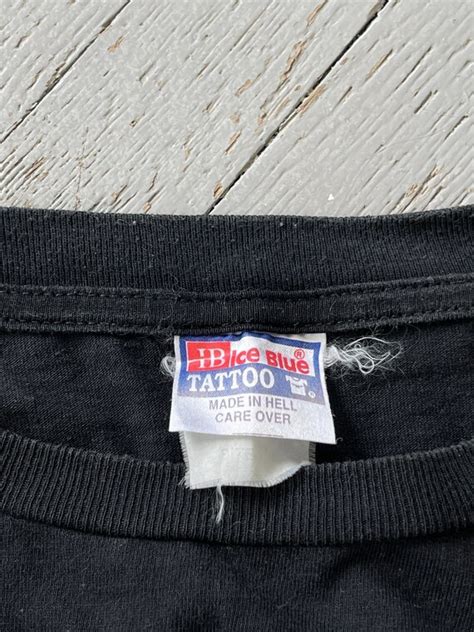 IB Ice Blue®
TATTOO
MADE IN HELL
CARE OVER